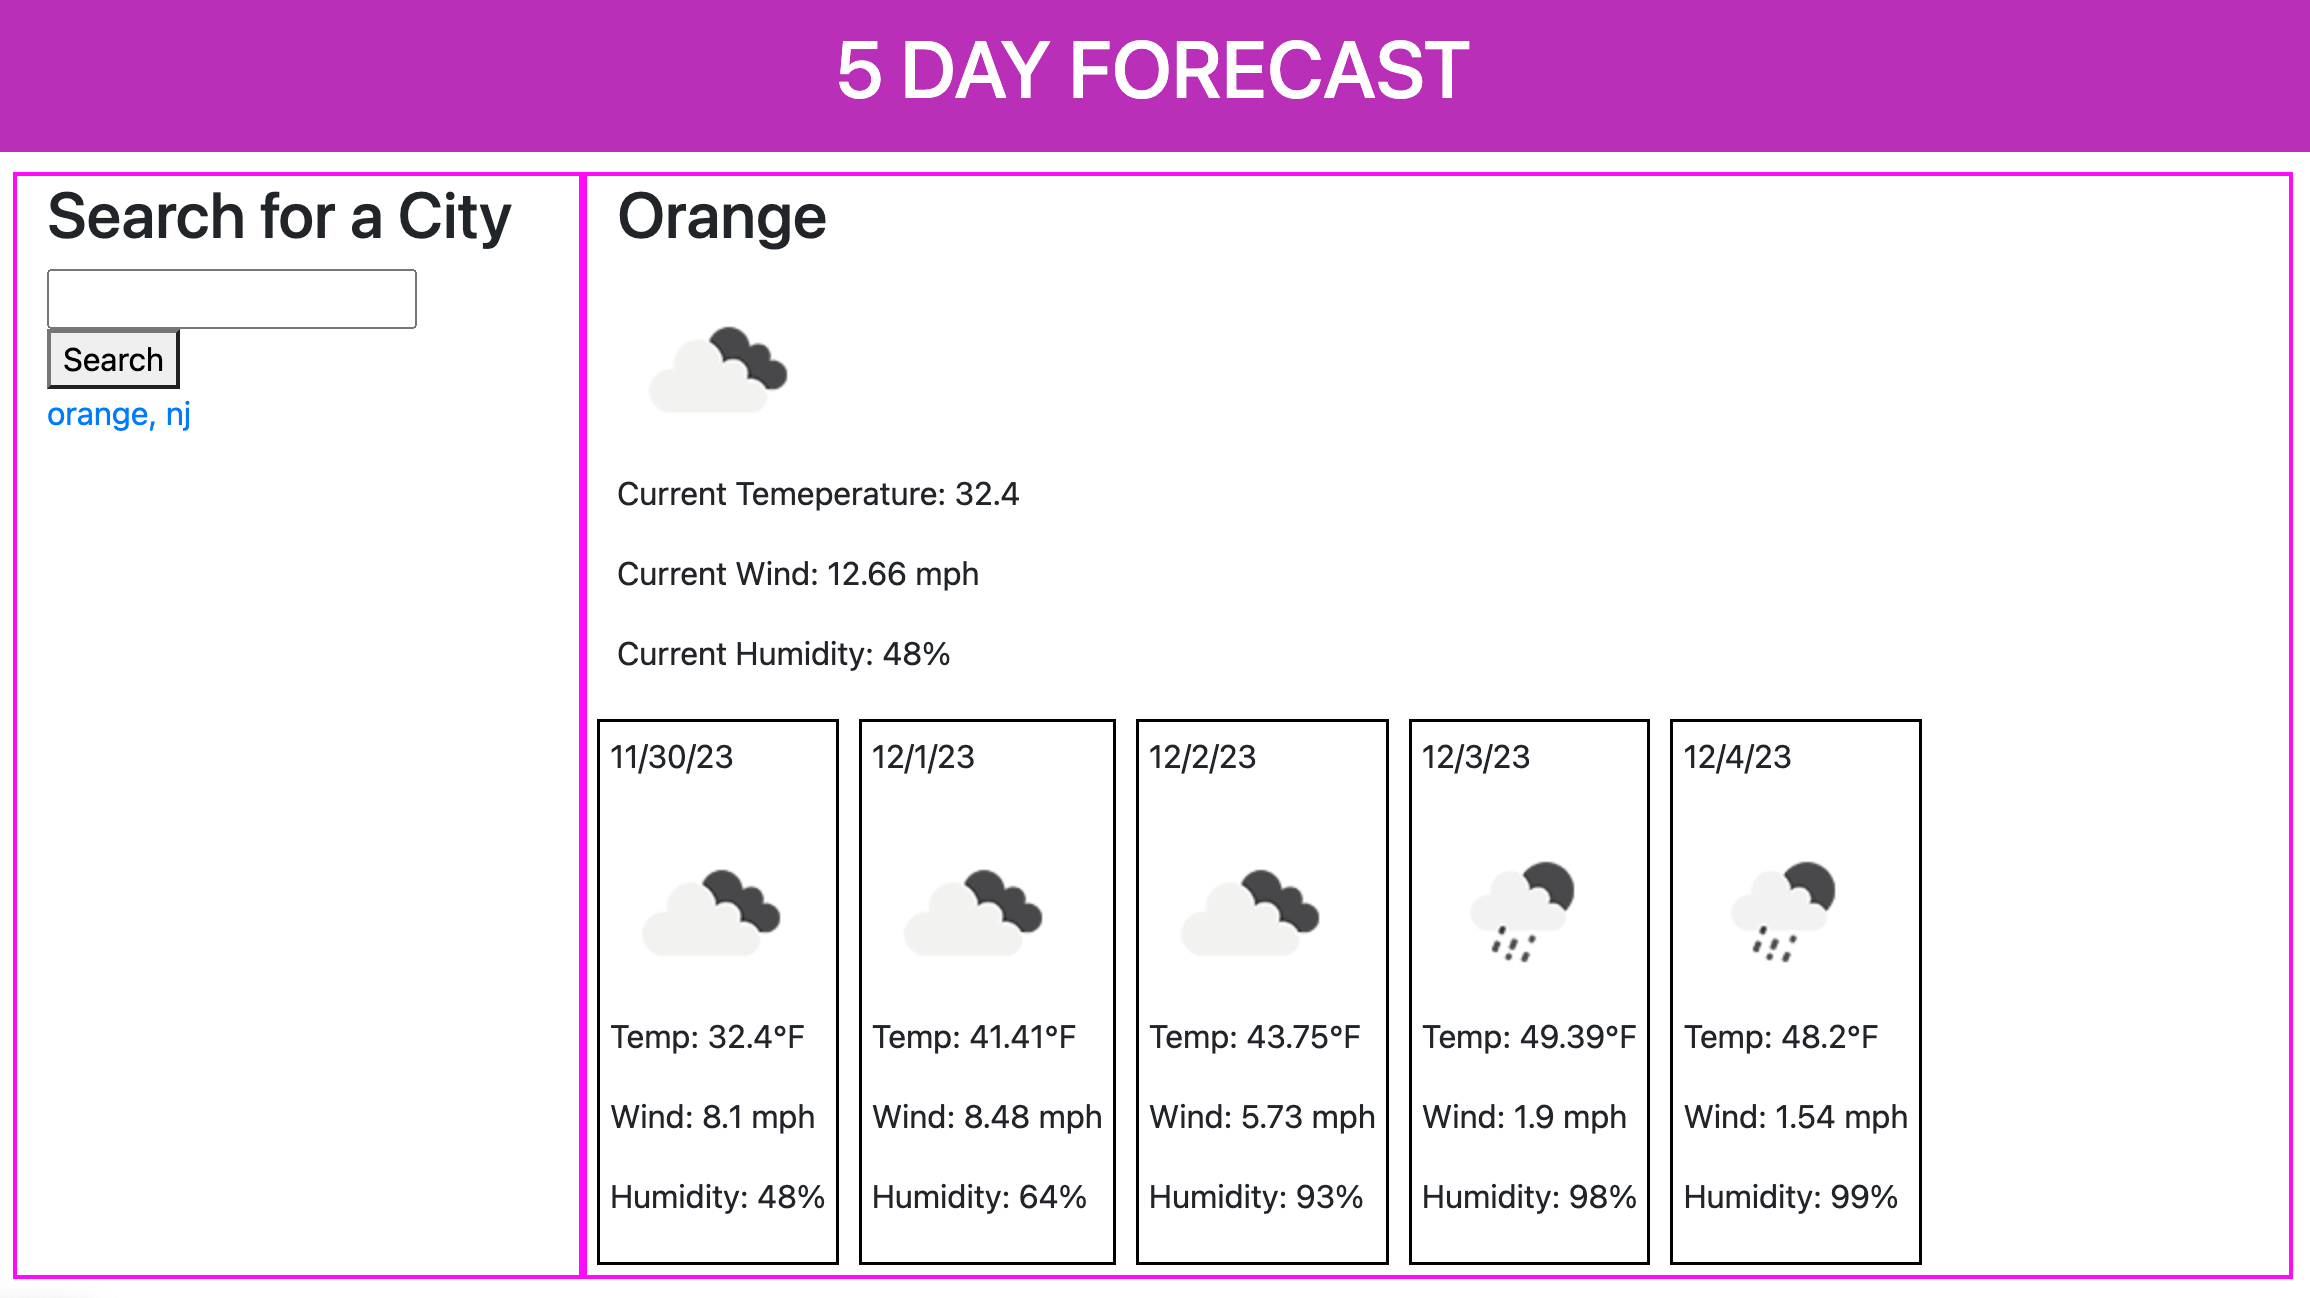 5 DAY FORECAST
Search for a City
Search
orange, nj
Orange
Current Temeperature: 32.4
Current Wind: 12.66 mph
Current Humidity: 48%
11/30/23
Temp: 32.4°F
Wind: 8.1 mph
Humidity: 48%
12/1/23
Temp: 41.41°F
Wind: 8.48 mph
Humidity: 64%
12/2/23
Temp: 43.75°F
Wind: 5.73 mph
Humidity: 93%
12/3/23
Temp: 49.39°F
Wind: 1.9 mph
Humidity: 98%
12/4/23
Temp: 48.2°F
Wind: 1.54 mph
Humidity: 99%